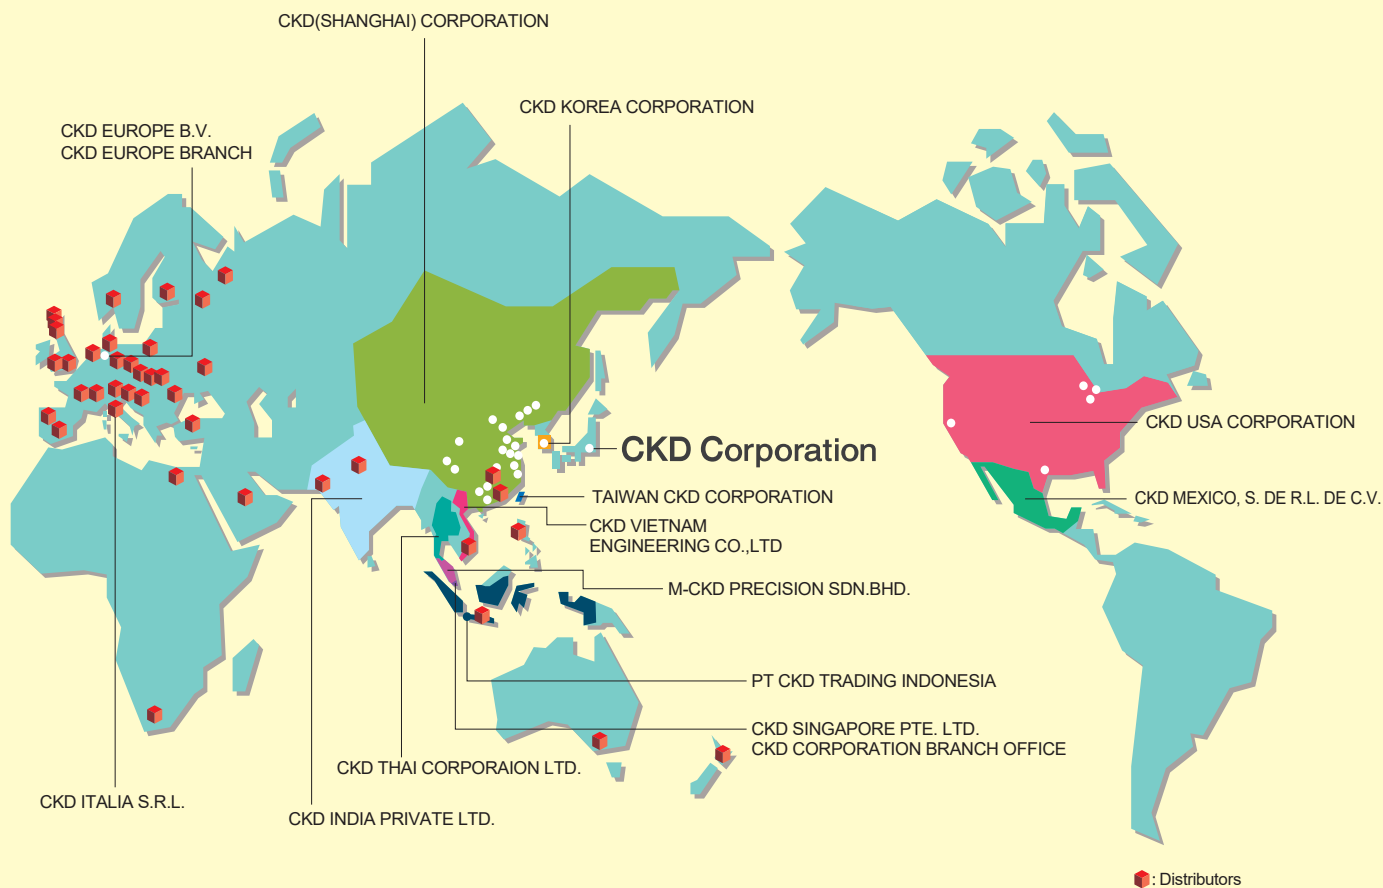 CKD(SHANGHAI) CORPORATION
CKD KOREA CORPORATION
CKD EUROPE B.V.
CKD EUROPE BRANCH
CKD USA CORPORATION
CKD Corporation
TAIWAN CKD CORPORATION
CKD MEXICO, S. DE R.L. DE C.V.
CKD VIETNAM
ENGINEERING CO.,LTD
M-CKD PRECISION SDN.BHD.
PT CKD TRADING INDONESIA
CKD SINGAPORE PTE. LTD.
CKD CORPORATION BRANCH OFFICE
CKD THAI CORPORAION LTD.
CKD ITALIA S.R.L.
CKD INDIA PRIVATE LTD.
: Distributors